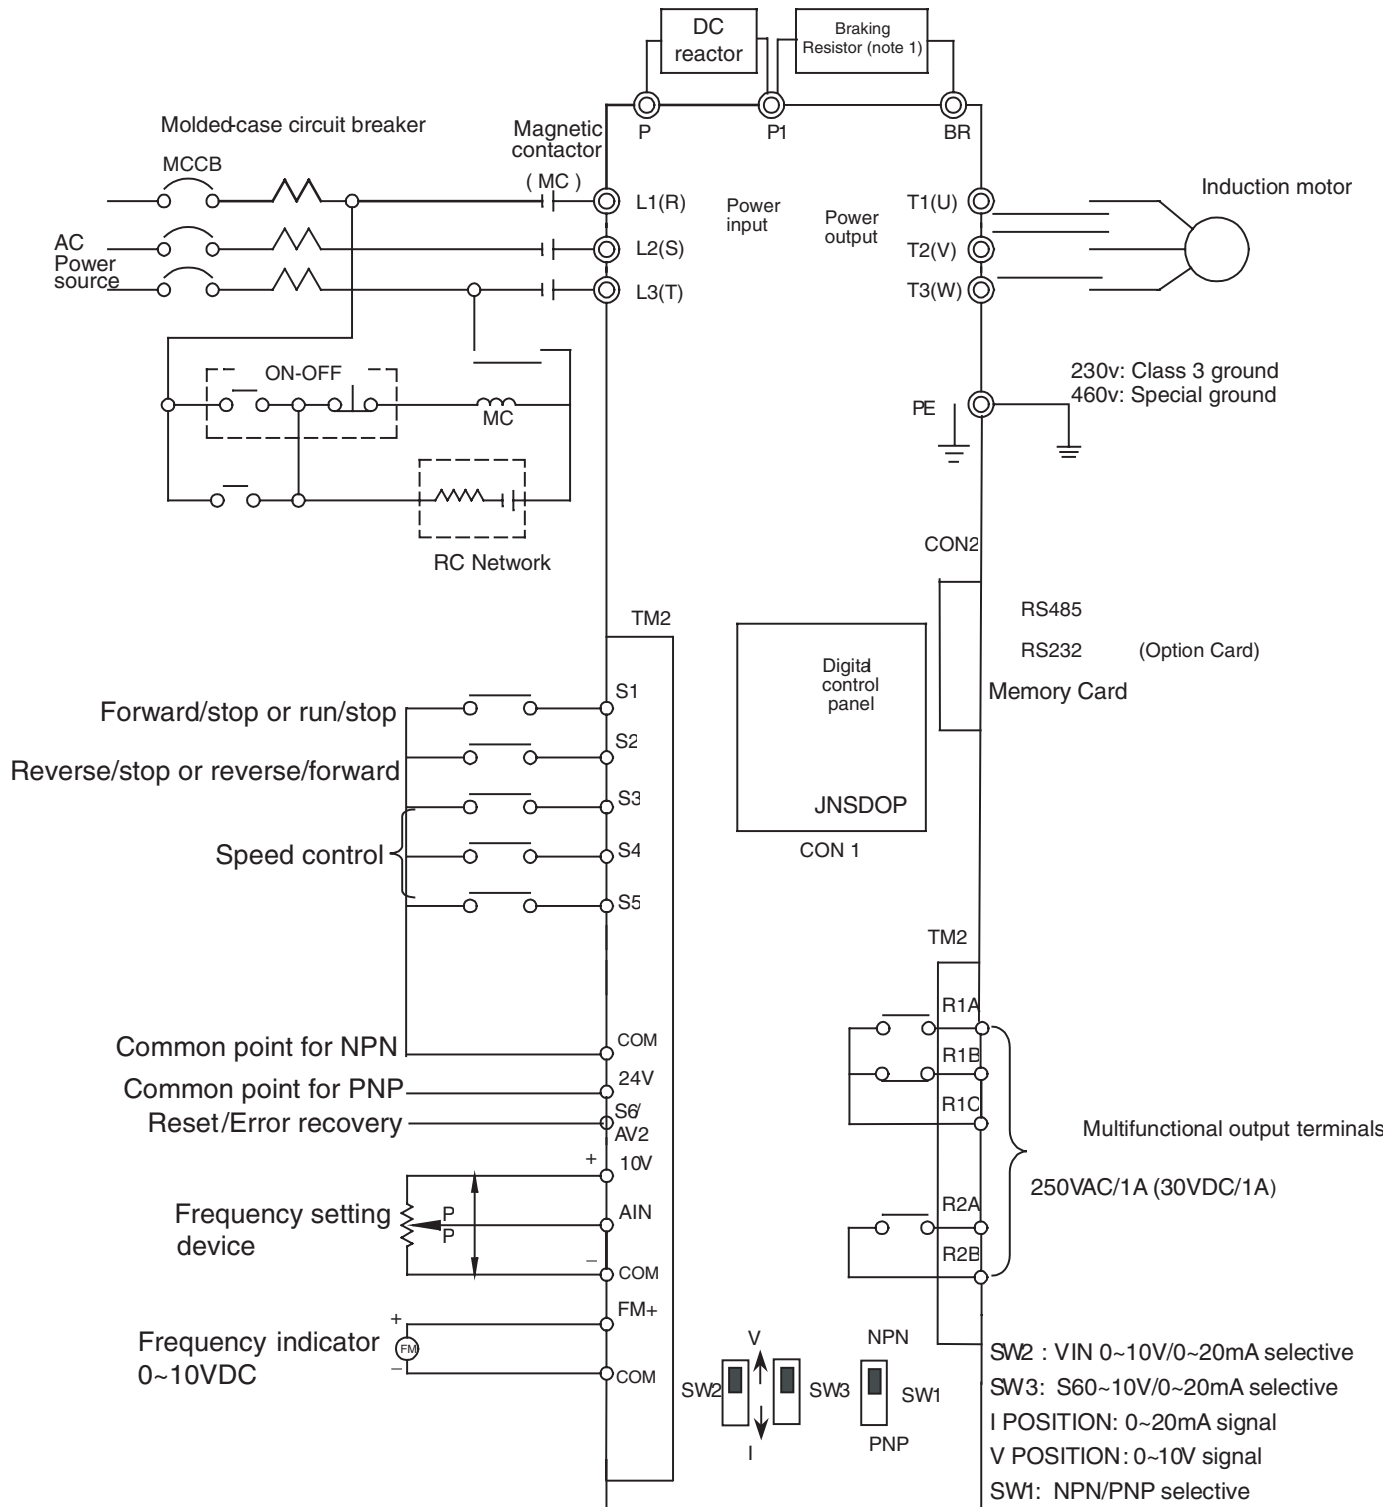 DC
reactor
Braking
Resistor (note 1)
P
P1
BR
Molded-case circuit breaker
MCCB
Magnetic
contactor
( MC )
L1(R)
L2(S)
L3(T)
Power
input
Power
output
T1(U)
T2(V)
T3(W)
Induction motor
AC
Power
source
ON-OFF
MC
RC Network
PE
230v: Class 3 ground
460v: Special ground
CON2
RS485
RS232 (Option Card)
Memory Card
Digital
control
panel
JNSDOP
CON 1
TM2
S1
Forward/stop or run/stop
S2
Reverse/stop or reverse/forward
S3
Speed control
S4
S5
Common point for NPN
COM
Common point for PNP
24V
Reset/Error recovery
S6/
AV2
+
10V
Frequency setting
device
P
P
AIN
–
COM
Frequency indicator
0~10VDC
+
FM
–
FM+
COM
TM2
R1A
R1B
R1C
R2A
R2B
Multifunctional output terminals
250VAC/1A (30VDC/1A)
V
SW2
SW3
I
NPN
SW1
PNP
SW2 : VIN 0~10V/0~20mA selective
SW3: S60~10V/0~20mA selective
I POSITION: 0~20mA signal
V POSITION: 0~10V signal
SW1: NPN/PNP selective